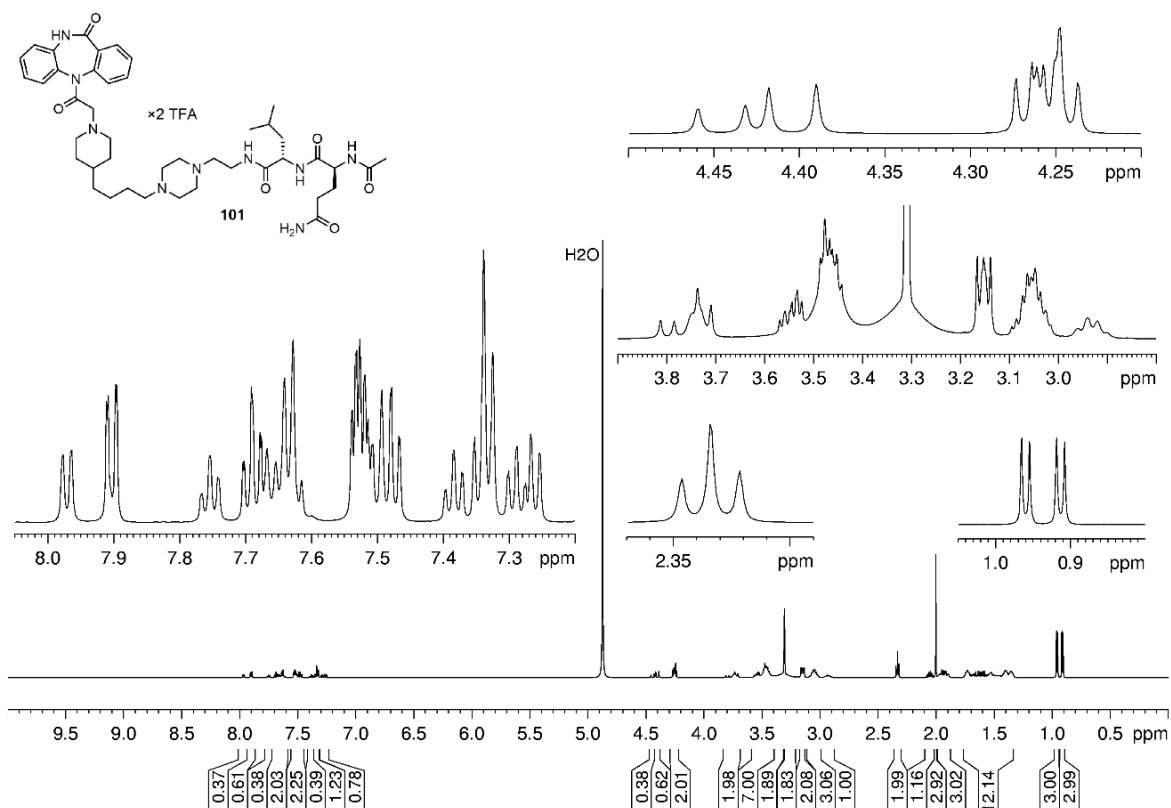 O
HN
N
O
N
×2 TFA
N
N
H
N
O
N
H
O
H
N
O
H2N
O
101
4.45 4.40 4.35 4.30 4.25 ppm
H2O
3.8 3.7 3.6 3.5 3.4 3.3 3.2 3.1 3.0 ppm
8.0 7.9 7.8 7.7 7.6 7.5 7.4 7.3 ppm
2.35 ppm
1.0 0.9 ppm
9.5 9.0 8.5 8.0 7.5 7.0 6.5 6.0 5.5 5.0 4.5 4.0 3.5 3.0 2.5 2.0 1.5 1.0 0.5 ppm
0.37 0.61 0.38 2.03 2.25 0.39 1.23 0.78 0.38 0.62 2.01 1.98 7.00 1.89 1.83 2.08 3.06 1.00 1.99 1.16 2.92 3.02 12.14 3.00 2.99